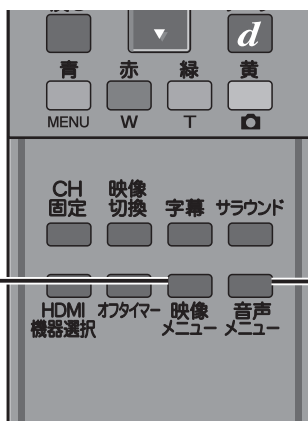 d
青 赤 緑 黄
MENU W T
CH 映像
固定 切換 字幕 サラウンド
HDMI オフタイマー 映像 音声
機器選択 メニュー メニュー